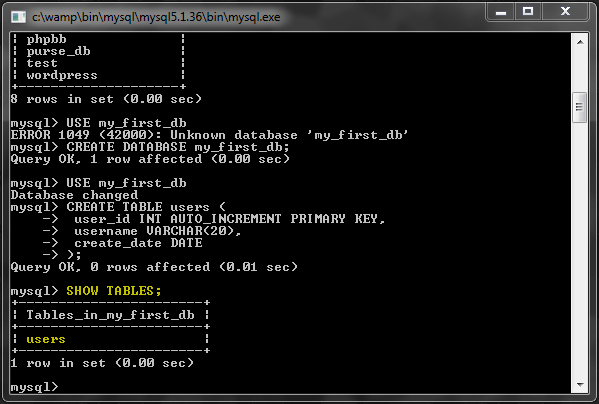 c:\wamp\bin\mysql\mysql5.1.36\bin\mysql.exe
| phpbb              |
| purse_db           |
| test               |
| wordpress          |
+--------------------+
8 rows in set (0.00 sec)
mysql> USE my_first_db
ERROR 1049 (42000): Unknown database 'my_first_db'
mysql> CREATE DATABASE my_first_db;
Query OK, 1 row affected (0.00 sec)
mysql> USE my_first_db
Database changed
mysql> CREATE TABLE users (
    ->  user_id INT AUTO_INCREMENT PRIMARY KEY,
    ->  username VARCHAR(20),
    ->  create_date DATE
    -> );
Query OK, 0 rows affected (0.01 sec)
mysql> SHOW TABLES;
+-----------------------+
| Tables_in_my_first_db |
+-----------------------+
| users                 |
+-----------------------+
1 row in set (0.00 sec)
mysql>